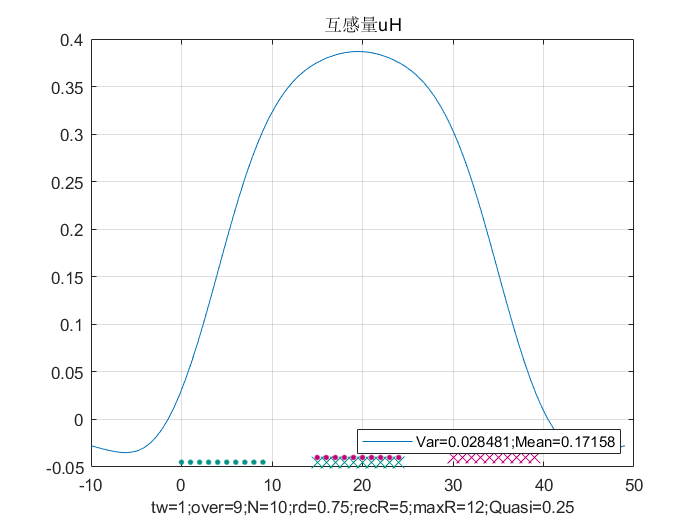 互感量uH
0.4
0.35
0.3
0.25
0.2
0.15
0.1
0.05
0
-0.05
Var=0.028481;Mean=0.17158
-10 0 10 20 30 40 50
tw=1;over=9;N=10;rd=0.75;recR=5;maxR=12;Quasi=0.25